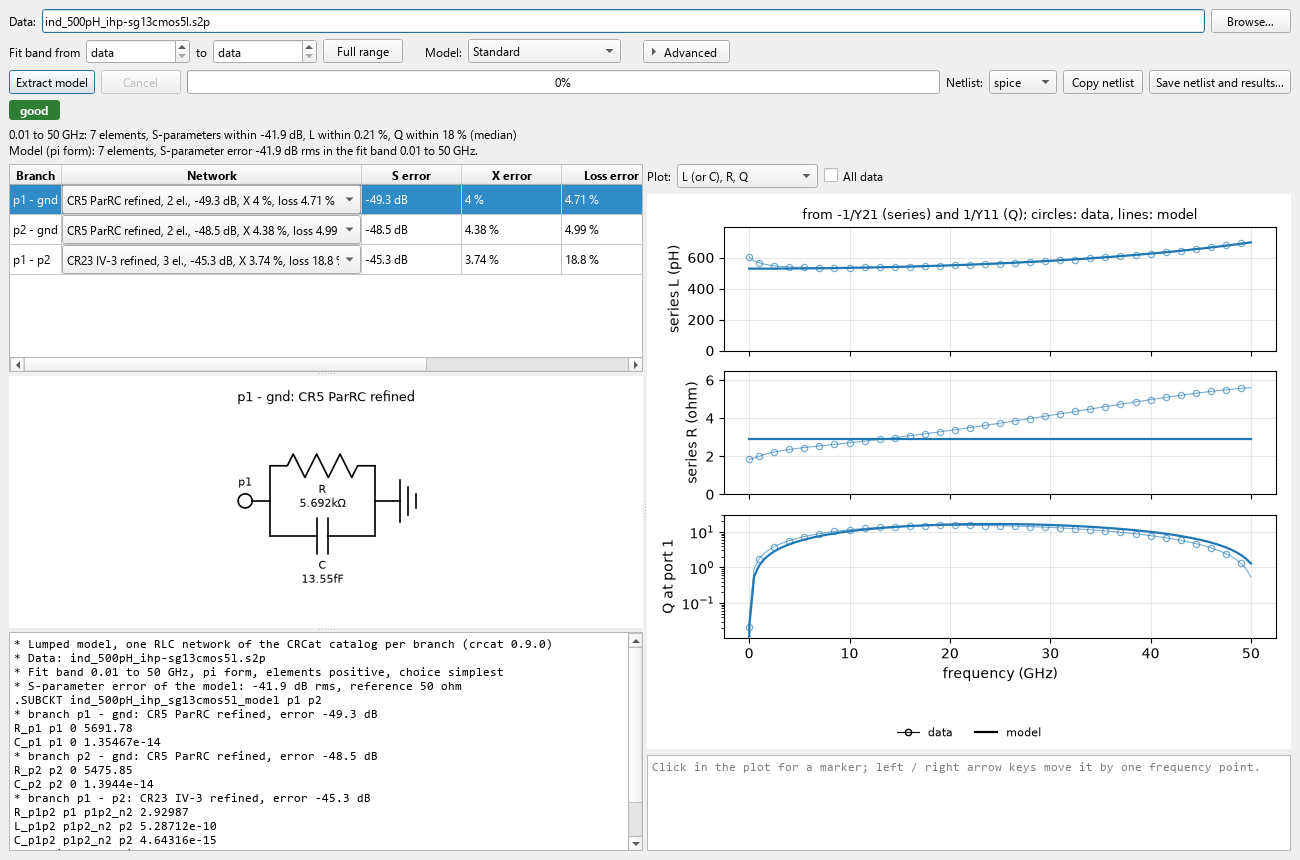 Data: ind_500pH_ihp-sg13cmos5l.s2p Browse...
Fit band from data to data Full range Model: Standard Advanced
Extract model Cancel 0% Netlist: spice Copy netlist Save netlist and results...
good
0.01 to 50 GHz: 7 elements, S-parameters within -41.9 dB, L within 0.21 %, Q within 18 % (median)
Model (pi form): 7 elements, S-parameter error -41.9 dB rms in the fit band 0.01 to 50 GHz.
Branch Network S error X error Loss error
p1 - gnd CR5 ParRC refined, 2 el., -49.3 dB, X 4 %, loss 4.71 % -49.3 dB 4 % 4.71 %
p2 - gnd CR5 ParRC refined, 2 el., -48.5 dB, X 4.38 %, loss 4.99 -48.5 dB 4.38 % 4.99 %
p1 - p2 CR23 IV-3 refined, 3 el., -45.3 dB, X 3.74 %, loss 18.8 % -45.3 dB 3.74 % 18.8 %
p1 - gnd: CR5 ParRC refined
p1
R
5.692kΩ
C
13.55fF
* Lumped model, one RLC network of the CRCat catalog per branch (crcat 0.9.0)
* Data: ind_500pH_ihp-sg13cmos5l.s2p
* Fit band 0.01 to 50 GHz, pi form, elements positive, choice simplest
* S-parameter error of the model: -41.9 dB rms, reference 50 ohm
.SUBCKT ind_500pH_ihp_sg13cmos5l_model p1 p2
* branch p1 - gnd: CR5 ParRC refined, error -49.3 dB
R_p1 p1 0 5691.78
C_p1 p1 0 1.35467e-14
* branch p2 - gnd: CR5 ParRC refined, error -48.5 dB
R_p2 p2 0 5475.85
C_p2 p2 0 1.3944e-14
* branch p1 - p2: CR23 IV-3 refined, error -45.3 dB
R_p1p2 p1 p1p2_n2 2.92987
L_p1p2 p1p2_n2 p2 5.28712e-10
C_p1p2 p1p2_n2 p2 4.64316e-15
Plot: L (or C), R, Q All data
from -1/Y21 (series) and 1/Y11 (Q); circles: data, lines: model
series L (pH)
600
400
200
0
series R (ohm)
6
4
2
0
Q at port 1
10¹
10⁰
10⁻¹
0 10 20 30 40 50
frequency (GHz)
data model
Click in the plot for a marker; left / right arrow keys move it by one frequency point.